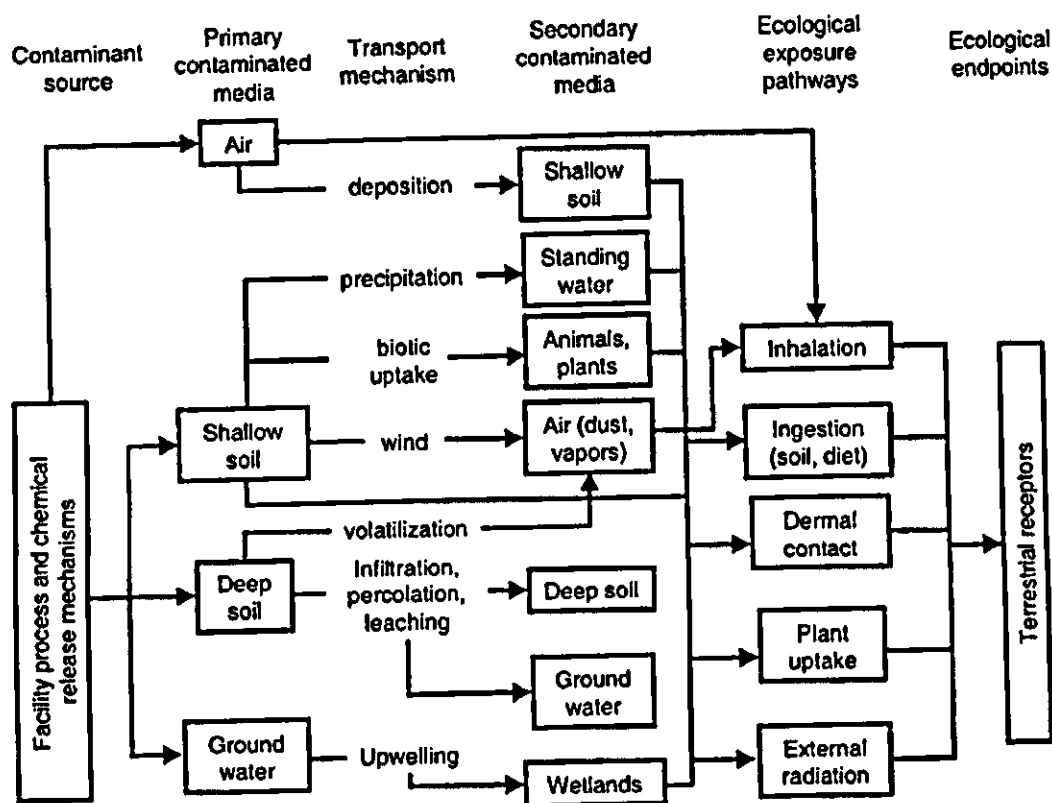 Contaminant
source
Primary
contaminated
media
Transport
mechanism
Secondary
contaminated
media
Ecological
exposure
pathways
Ecological
endpoints
Air
deposition
Shallow
soil
precipitation
Standing
water
biotic
uptake
Animals,
plants
Inhalation
Shallow
soil
wind
Air (dust,
vapors)
Ingestion
(soil, diet)
volatilization
Dermal
contact
Deep
soil
Infiltration,
percolation,
leaching
Deep soil
Plant
uptake
Ground
water
Ground
water
Upwelling
Wetlands
External
radiation
Facility process and chemical
release mechanisms
Terrestrial receptors